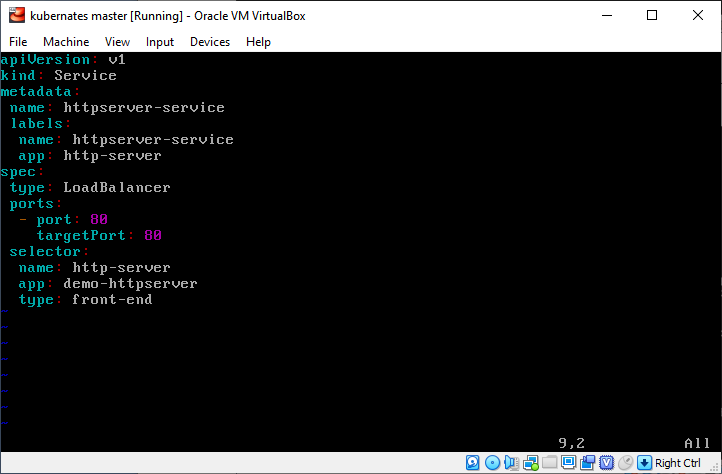 kubernates master [Running] - Oracle VM VirtualBox
File Machine View Input Devices Help
apiVersion: v1
kind: Service
metadata:
 name: httpserver-service
 labels:
  name: httpserver-service
  app: http-server
spec:
 type: LoadBalancer
 ports:
  - port: 80
    targetPort: 80
 selector:
  name: http-server
  app: demo-httpserver
  type: front-end
~
~
~
~
~
~
~
9,2 All
Right Ctrl